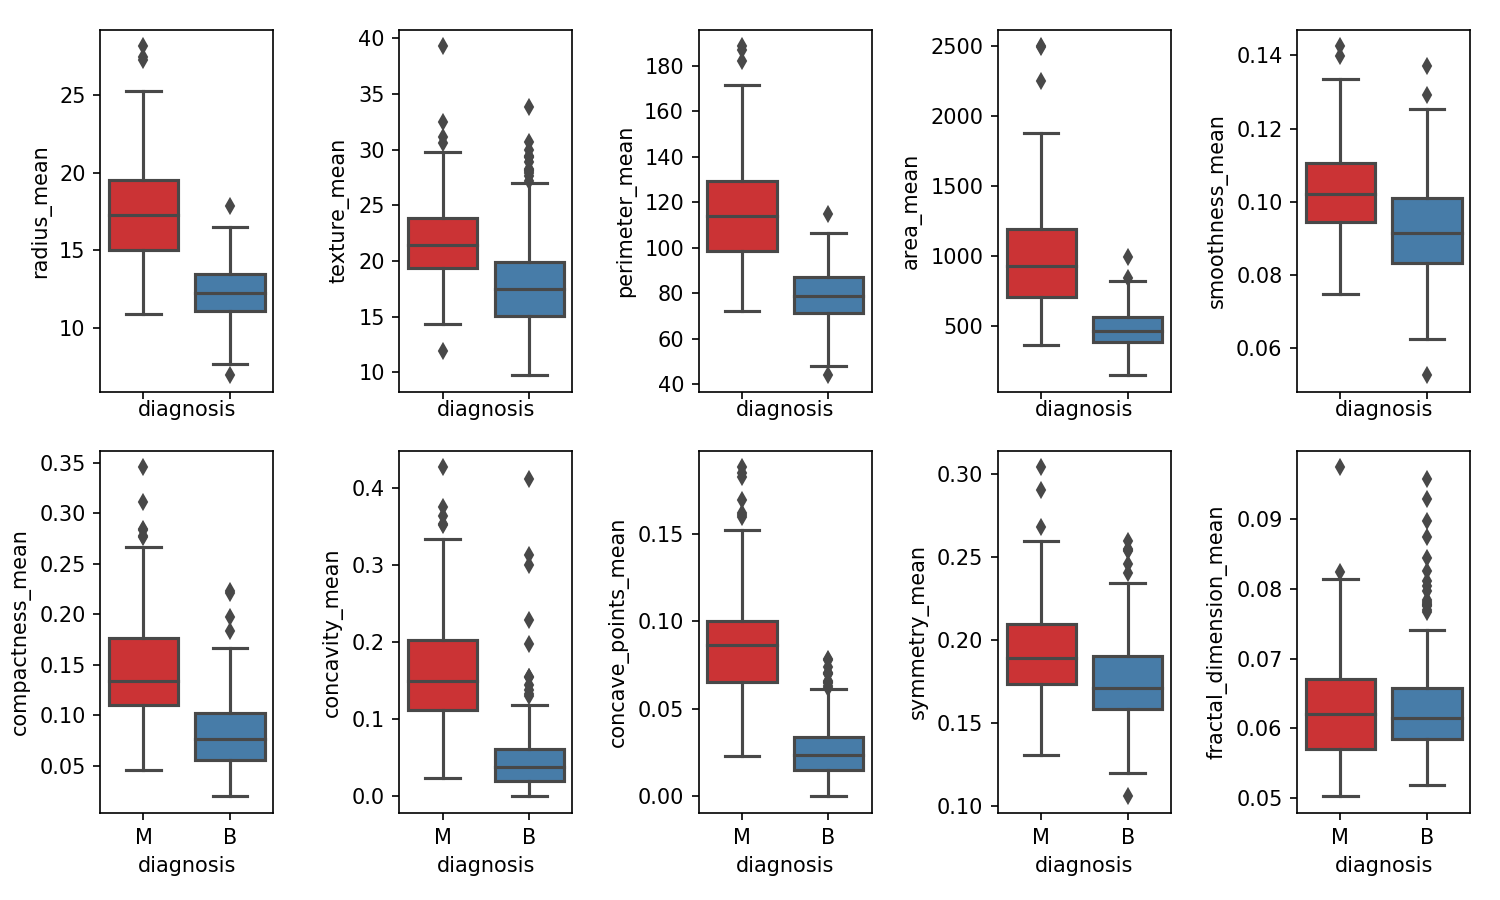 radius_mean
25
20
15
10
diagnosis
texture_mean
40
35
30
25
20
15
10
diagnosis
perimeter_mean
180
160
140
120
100
80
60
40
diagnosis
area_mean
2500
2000
1500
1000
500
diagnosis
smoothness_mean
0.14
0.12
0.10
0.08
0.06
diagnosis
compactness_mean
0.35
0.30
0.25
0.20
0.15
0.10
0.05
M B
diagnosis
concavity_mean
0.4
0.3
0.2
0.1
0.0
M B
diagnosis
concave_points_mean
0.15
0.10
0.05
0.00
M B
diagnosis
symmetry_mean
0.30
0.25
0.20
0.15
0.10
M B
diagnosis
fractal_dimension_mean
0.09
0.08
0.07
0.06
0.05
M B
diagnosis